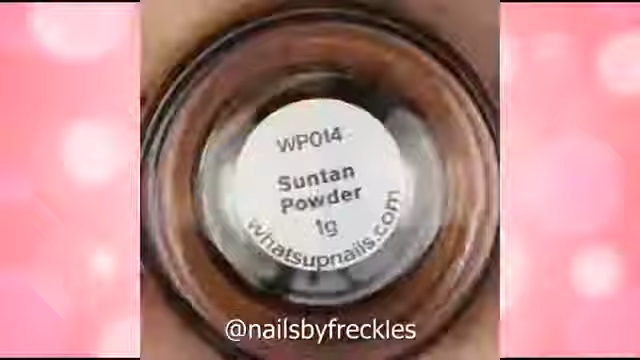 WP014
Suntan
Powder
1g
whatsupnails.com
@nailsbyfreckles